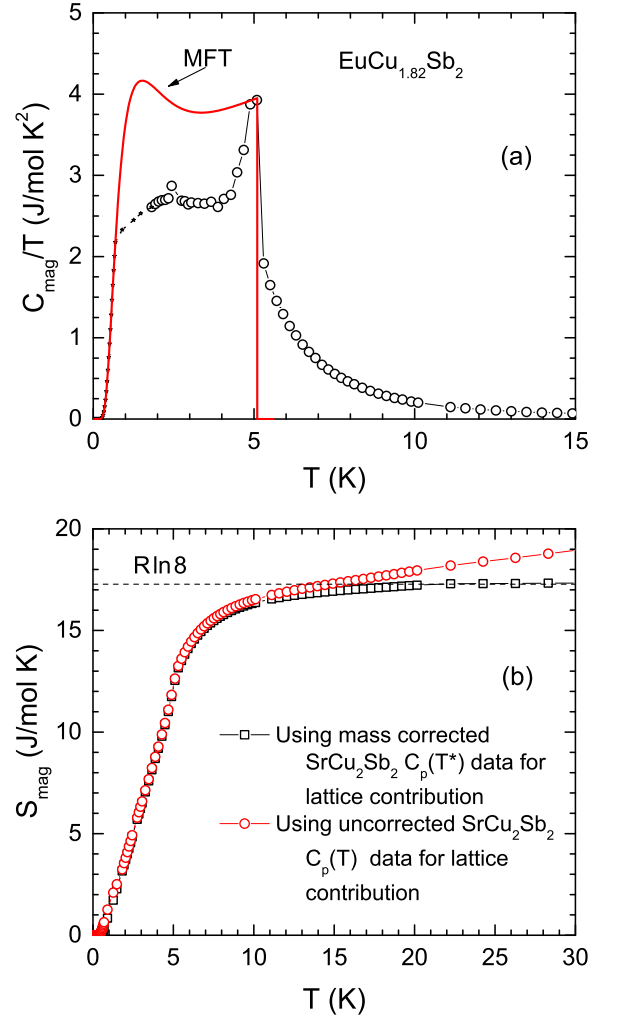 MFT
EuCu1.82Sb2
(a)
Cmag/T (J/mol K2)
5
4
3
2
1
0
0 5 10 15
T (K)
20
15
10
5
0
Rln8
(b)
Smag (J/mol K)
Using mass corrected
SrCu2Sb2 Cp(T*) data for
lattice contribution
Using uncorrected SrCu2Sb2
Cp(T) data for lattice
contribution
0 5 10 15 20 25 30
T (K)